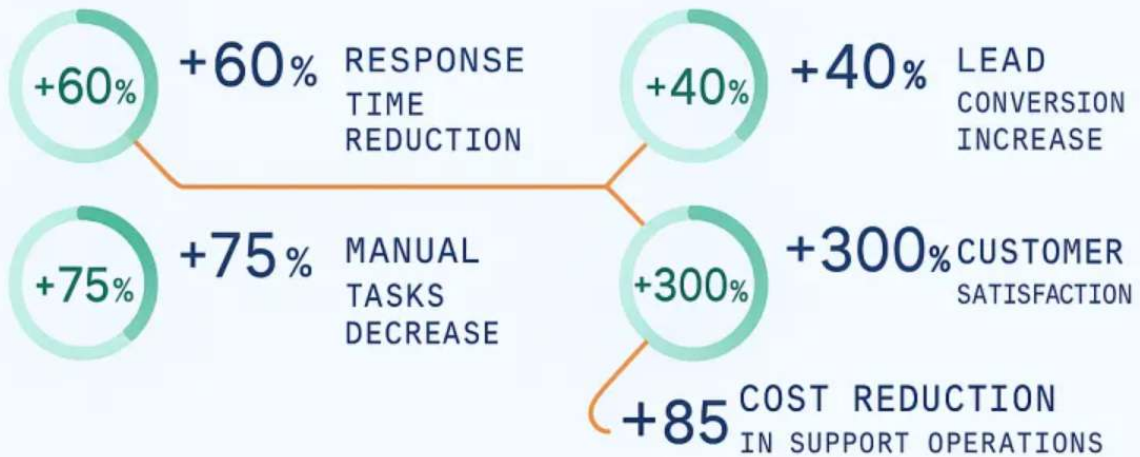 +60%
+60%
RESPONSE
TIME
REDUCTION
+40%
+40%
LEAD
CONVERSION
INCREASE
+75%
+75%
MANUAL
TASKS
DECREASE
+300%
+300%
CUSTOMER
SATISFACTION
+85
COST REDUCTION
IN SUPPORT OPERATIONS